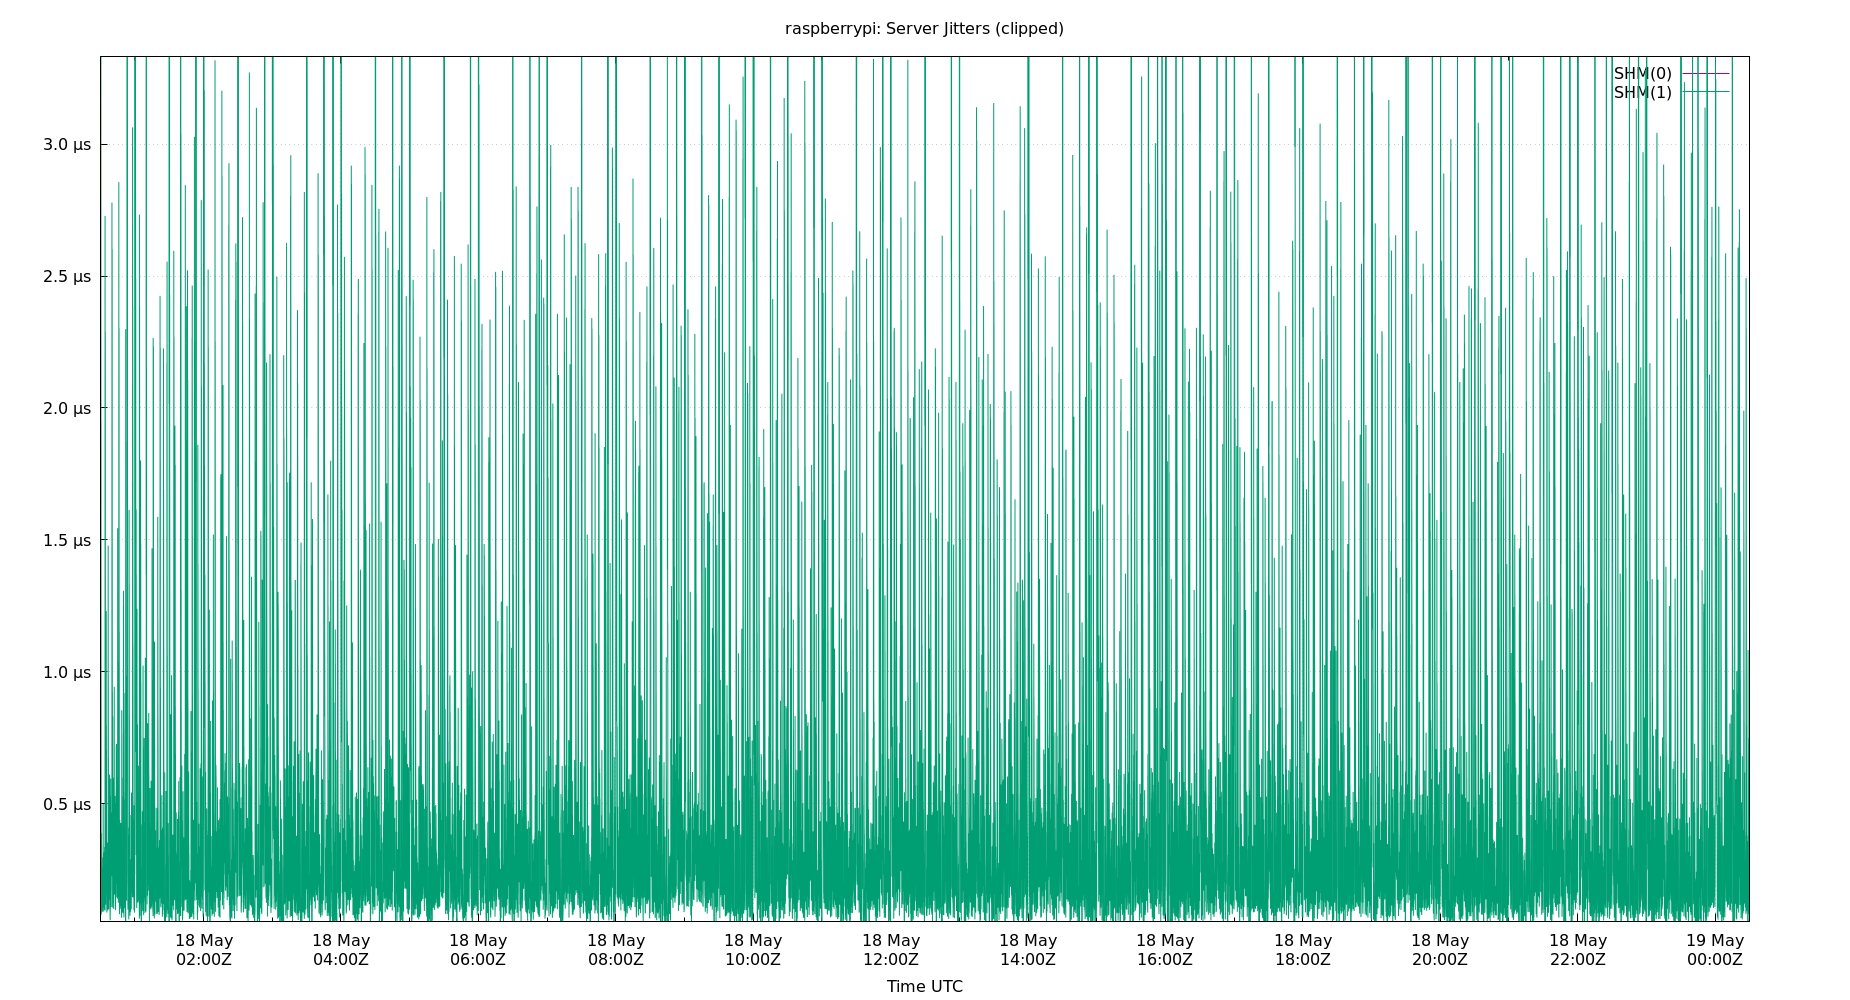 raspberrypi: Server Jitters (clipped)
SHM(0)
SHM(1)
3.0 µs
2.5 µs
2.0 µs
1.5 µs
1.0 µs
0.5 µs
18 May 18 May 18 May 18 May 18 May 18 May 18 May 18 May 18 May 18 May 18 May 19 May
02:00Z 04:00Z 06:00Z 08:00Z 10:00Z 12:00Z 14:00Z 16:00Z 18:00Z 20:00Z 22:00Z 00:00Z
Time UTC